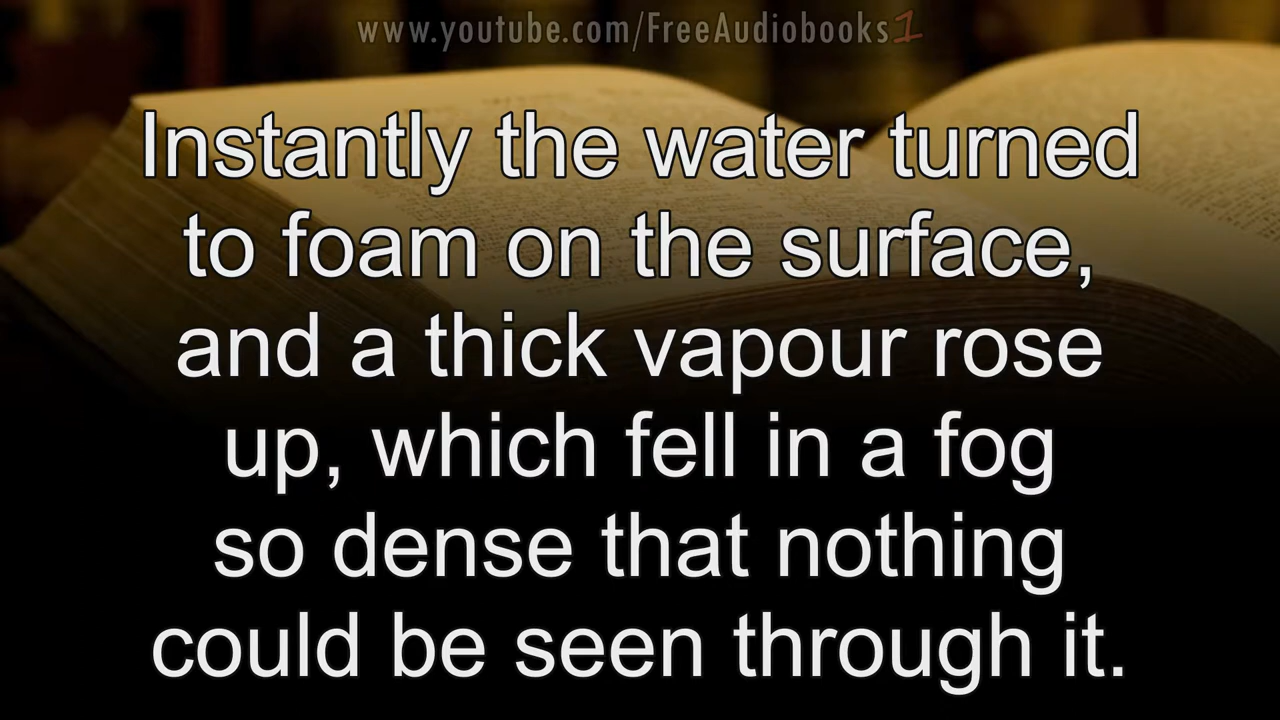 www.youtube.com/FreeAudiobooks1
Instantly the water turned
to foam on the surface,
and a thick vapour rose
up, which fell in a fog
so dense that nothing
could be seen through it.